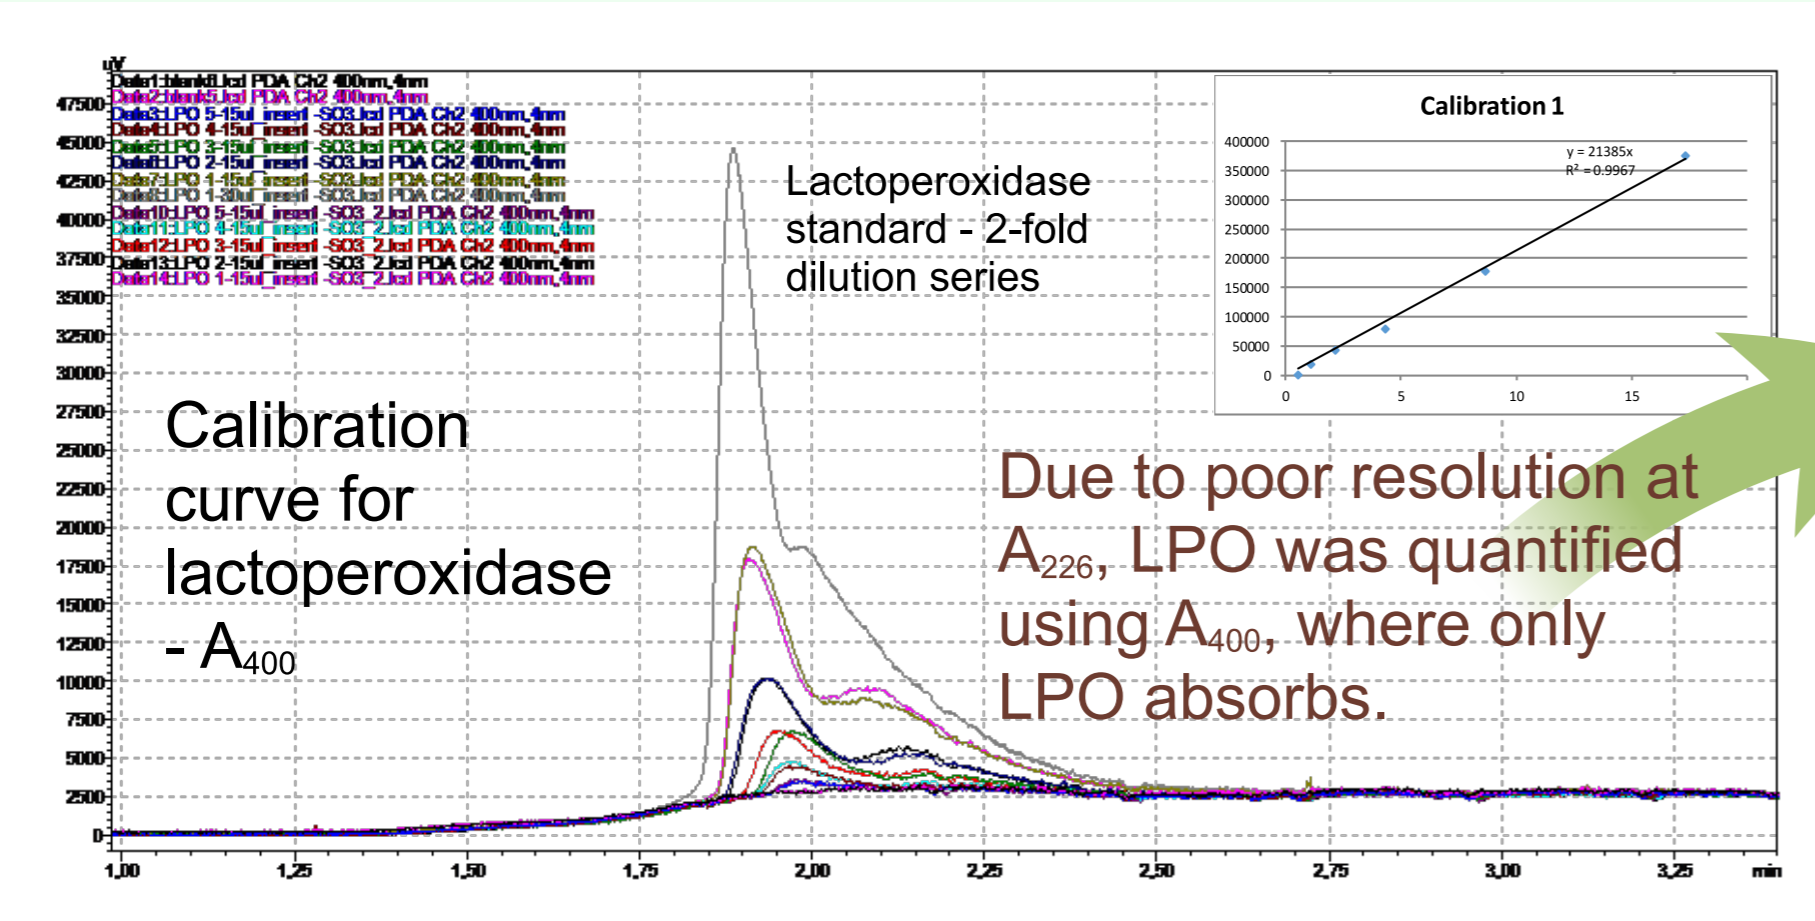 uV
Data1:blank6.lcd PDA Ch2 400nm,4nm
Data2:blank5.lcd PDA Ch2 400nm,4nm
Data3:LPO 5-15ul_insert -SO3.lcd PDA Ch2 400nm,4nm
Data4:LPO 4-15ul_insert -SO3.lcd PDA Ch2 400nm,4nm
Data5:LPO 3-15ul_insert -SO3.lcd PDA Ch2 400nm,4nm
LPO 2-15ul_insert -SO3.lcd PDA Ch2 400nm,4nm
Data7:LPO 1-15ul_insert -SO3.lcd PDA Ch2 400nm,4nm
LPO 1-30ul_insert -SO3.lcd PDA Ch2 400nm,4nm
Data10:LPO 5-15ul_insert -SO3_2.lcd PDA Ch2 400nm,4nm
Data11:LPO 4-15ul_insert -SO3_2.lcd PDA Ch2 400nm,4nm
Data12:LPO 3-15ul_insert -SO3_2.lcd PDA Ch2 400nm,4nm
Data13:LPO 2-15ul_insert -SO3_2.lcd PDA Ch2 400nm,4nm
Data14:LPO 1-15ul_insert -SO3_2.lcd PDA Ch2 400nm,4nm
47500
45000
42500
40000
37500
35000
32500
30000
27500
25000
22500
20000
17500
15000
12500
10000
7500
5000
2500
0
Lactoperoxidase
standard - 2-fold
dilution series
Calibration 1
y = 21385x
R² = 0.9967
400000
350000
300000
250000
200000
150000
100000
50000
0
0 5 10 15
Calibration
curve for
lactoperoxidase
- A400
Due to poor resolution at
A226, LPO was quantified
using A400, where only
LPO absorbs.
1,00 1,25 1,50 1,75 2,00 2,25 2,50 2,75 3,00 3,25 min